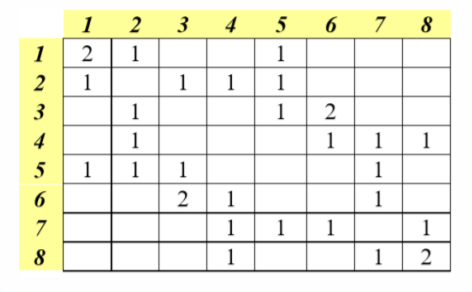 1 2 3 4 5 6 7 8
1 2 1 1
2 1 1 1 1
3 1 1 2
4 1 1 1 1
5 1 1 1 1
6 2 1 1
7 1 1 1 1
8 1 1 2